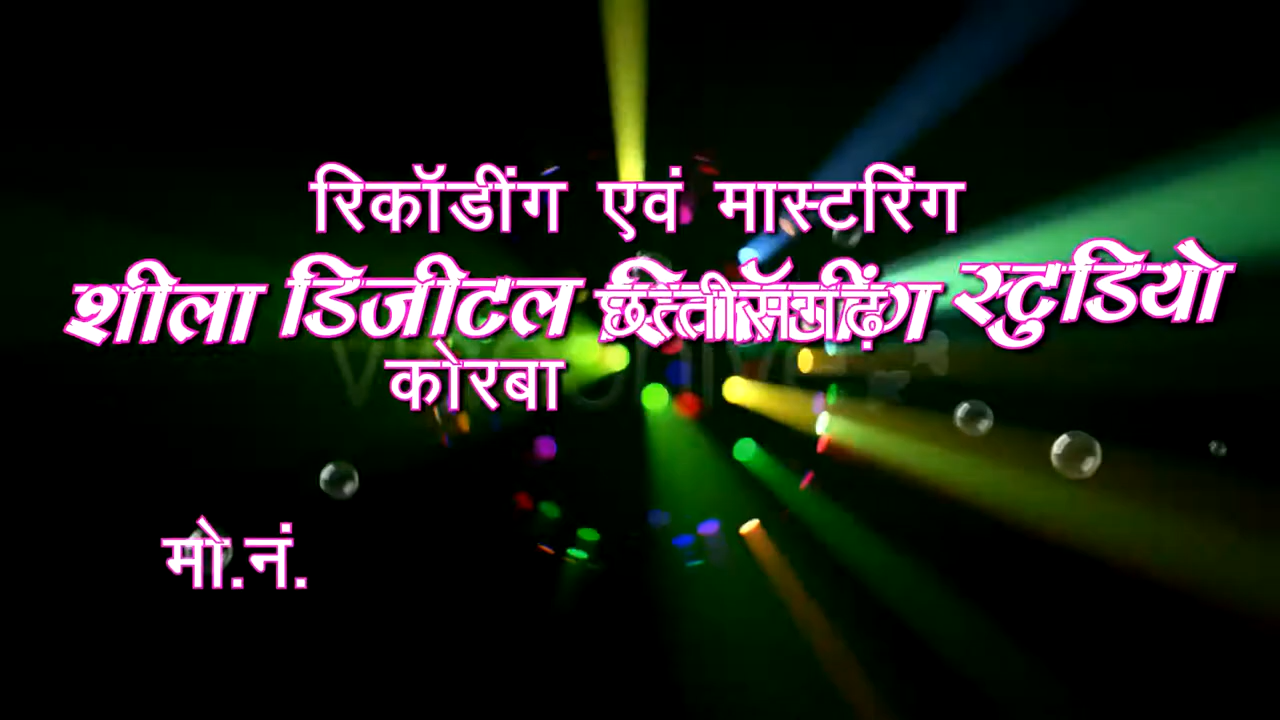 रिकॉडींग एवं मास्टरिंग
शीला डिजीटल स्टुडियो
कोरबा
मो.नं.